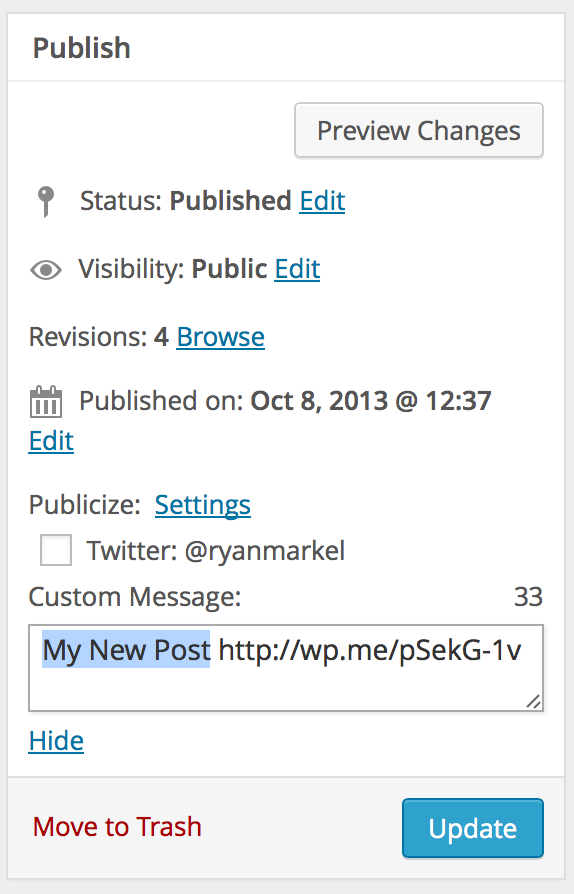 Publish
Preview Changes
Status: Published Edit
Visibility: Public Edit
Revisions: 4 Browse
Published on: Oct 8, 2013 @ 12:37
Edit
Publicize: Settings
Twitter: @ryanmarkel
Custom Message: 33
My New Post http://wp.me/pSekG-1v
Hide
Move to Trash Update